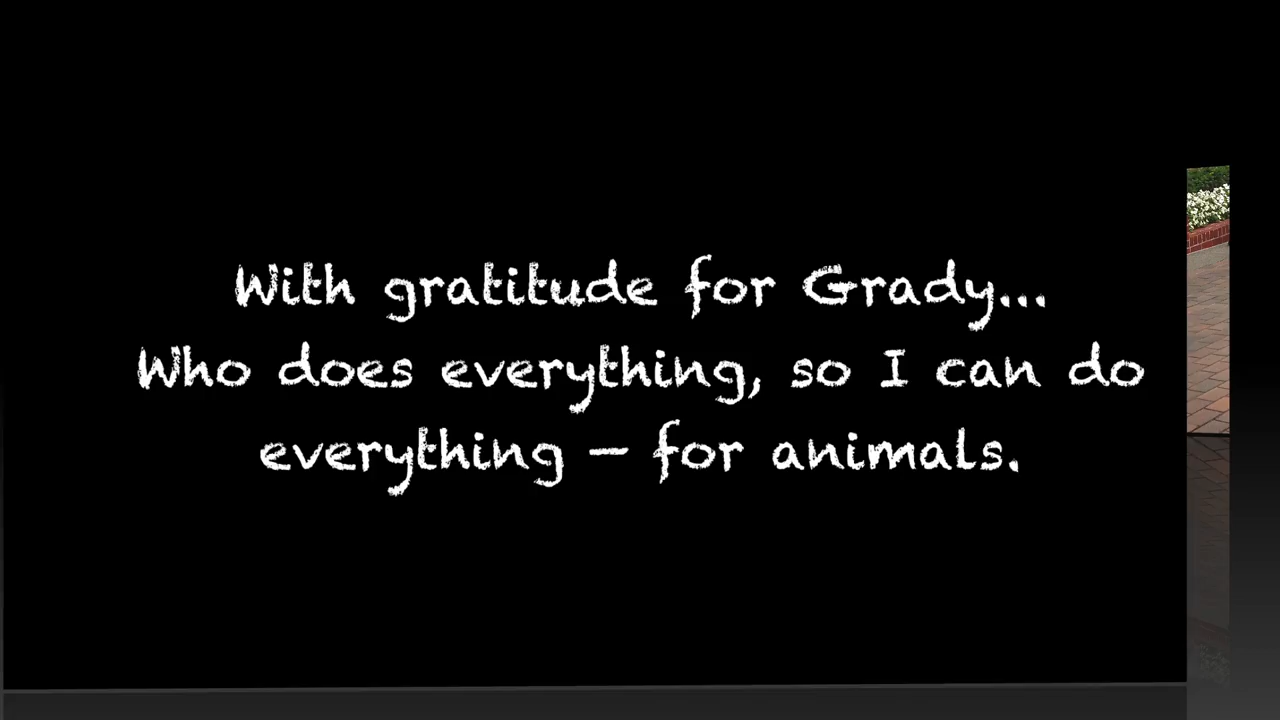 With gratitude for Grady...
Who does everything, so I can do
everything — for animals.